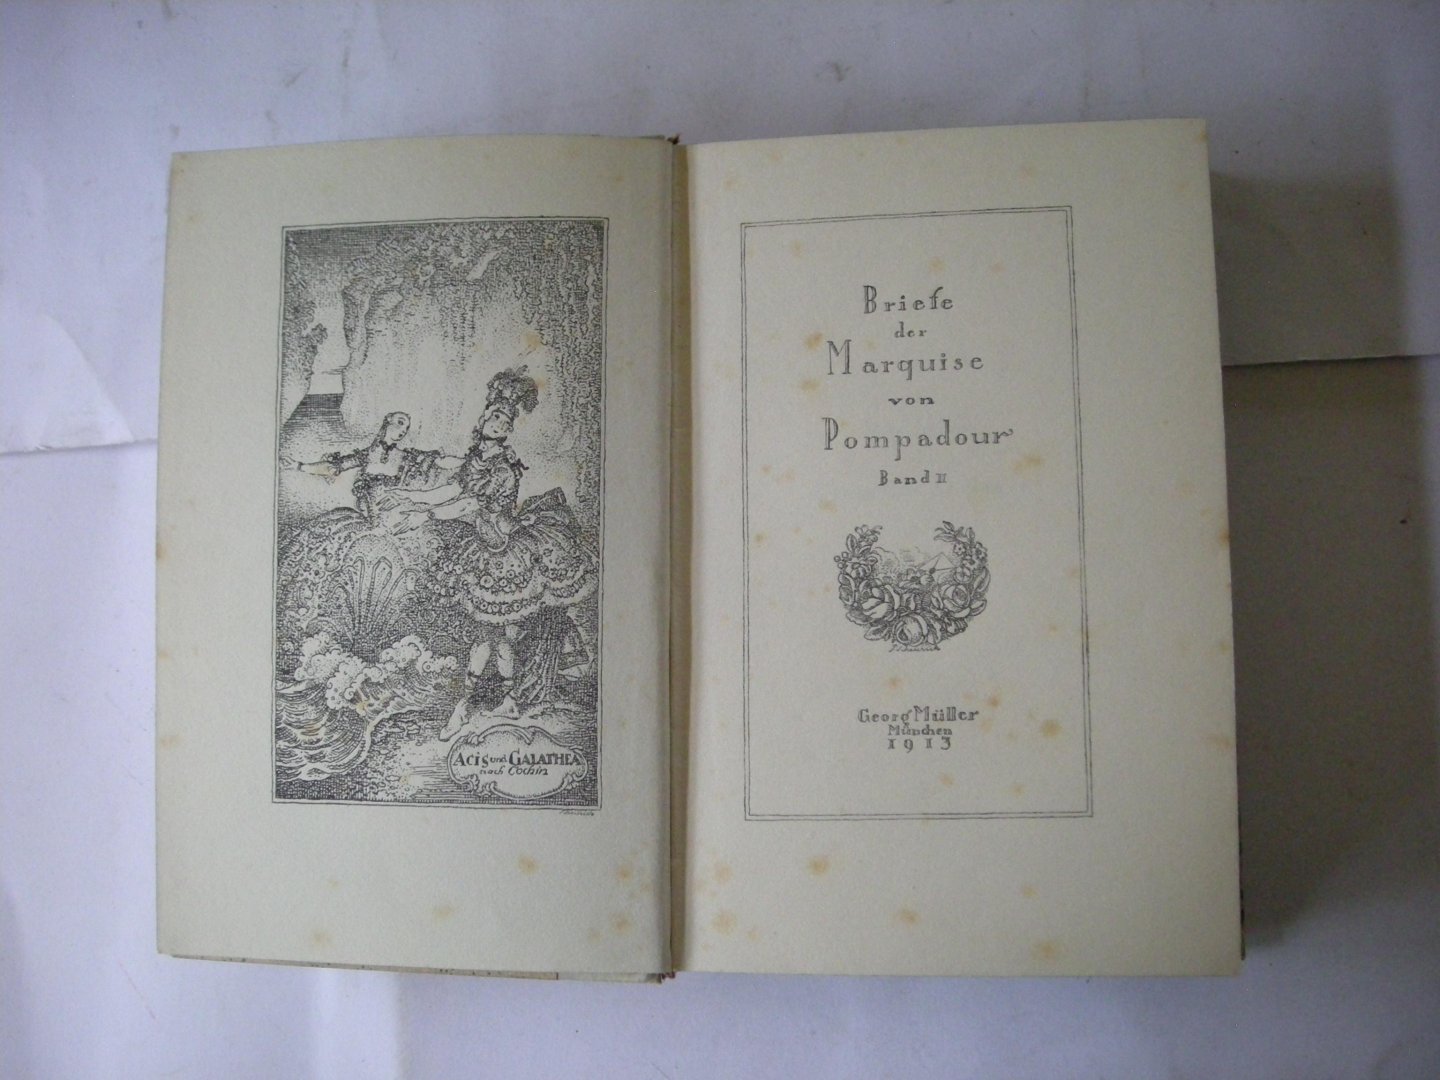 Acis und Galathea
nach Cochin
Briefe
der
Marquise
von
Pompadour
Band II
Georg Müller
München
1913